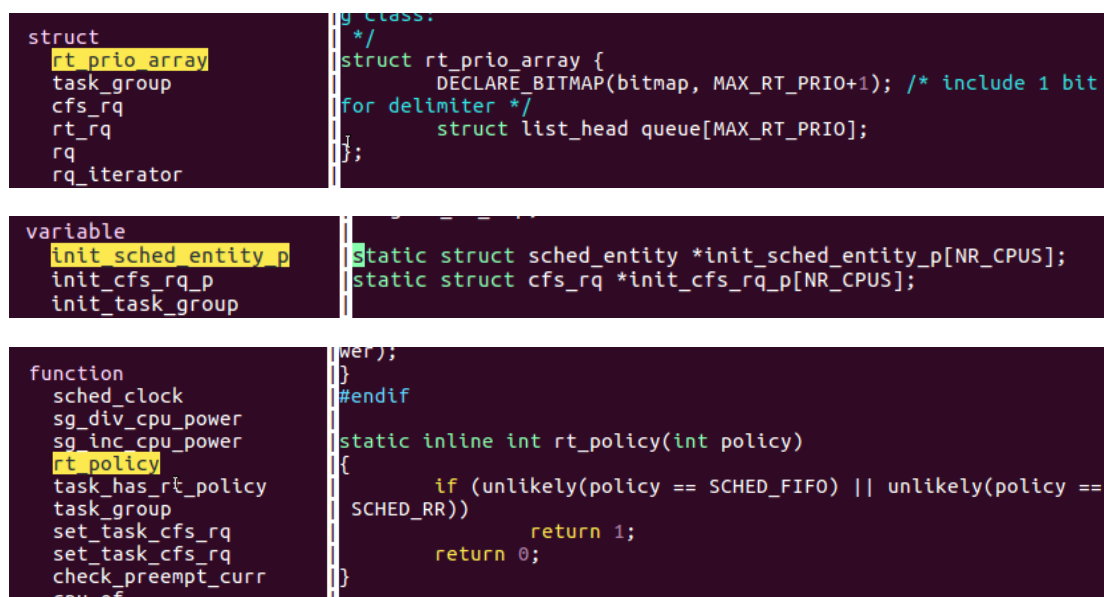 struct
rt_prio_array
task_group
cfs_rq
rt_rq
rq
rq_iterator
g class:
*/
struct rt_prio_array {
DECLARE_BITMAP(bitmap, MAX_RT_PRIO+1); /* include 1 bit
for delimiter */
struct list_head queue[MAX_RT_PRIO];
};
variable
init_sched_entity_p
init_cfs_rq_p
init_task_group
static struct sched_entity *init_sched_entity_p[NR_CPUS];
static struct cfs_rq *init_cfs_rq_p[NR_CPUS];
function
sched_clock
sg_div_cpu_power
sg_inc_cpu_power
rt_policy
task_has_rt_policy
task_group
set_task_cfs_rq
set_task_cfs_rq
check_preempt_curr
wer);
}
#endif
static inline int rt_policy(int policy)
{
if (unlikely(policy == SCHED_FIFO) || unlikely(policy ==
SCHED_RR))
return 1;
return 0;
}